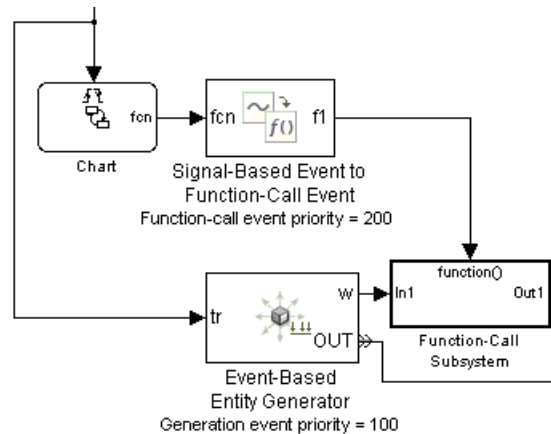 fcn
Chart
fcn
f()
f1
Signal-Based Event to
Function-Call Event
Function-call event priority = 200
function()
In1
Out1
Function-Call
Subsystem
tr
w
OUT
Event-Based
Entity Generator
Generation event priority = 100